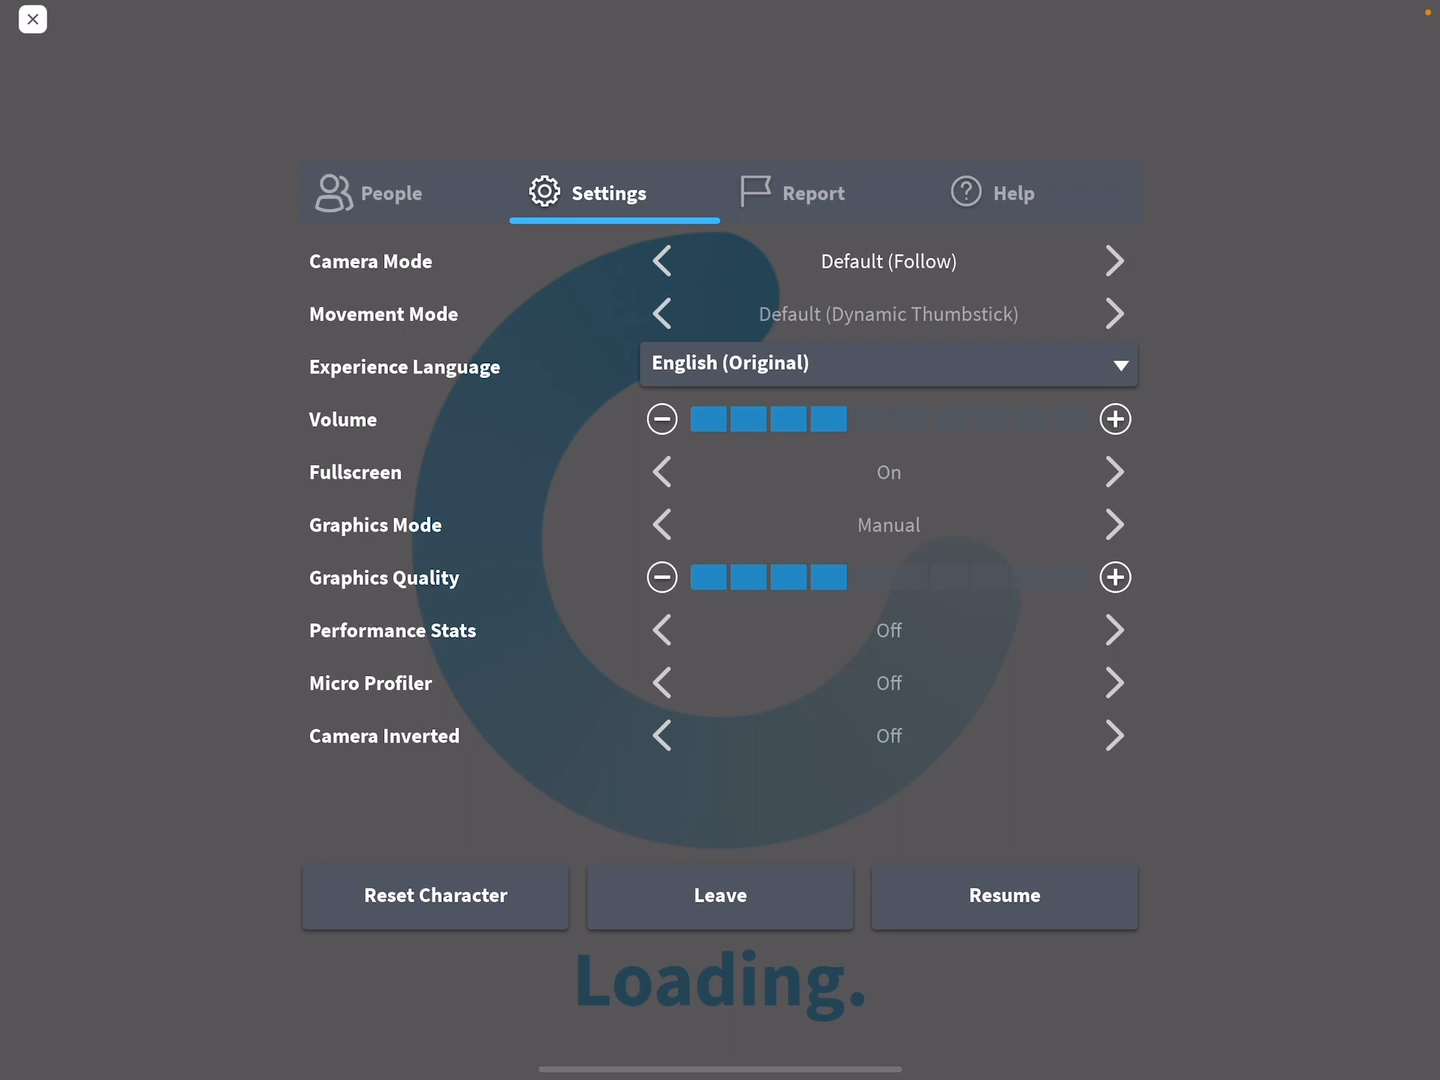 People
Settings
Report
Help
Camera Mode Default (Follow)
Movement Mode Default (Dynamic Thumbstick)
Experience Language English (Original)
Volume
Fullscreen On
Graphics Mode Manual
Graphics Quality
Performance Stats Off
Micro Profiler Off
Camera Inverted Off
Reset Character
Leave
Resume
Loading.